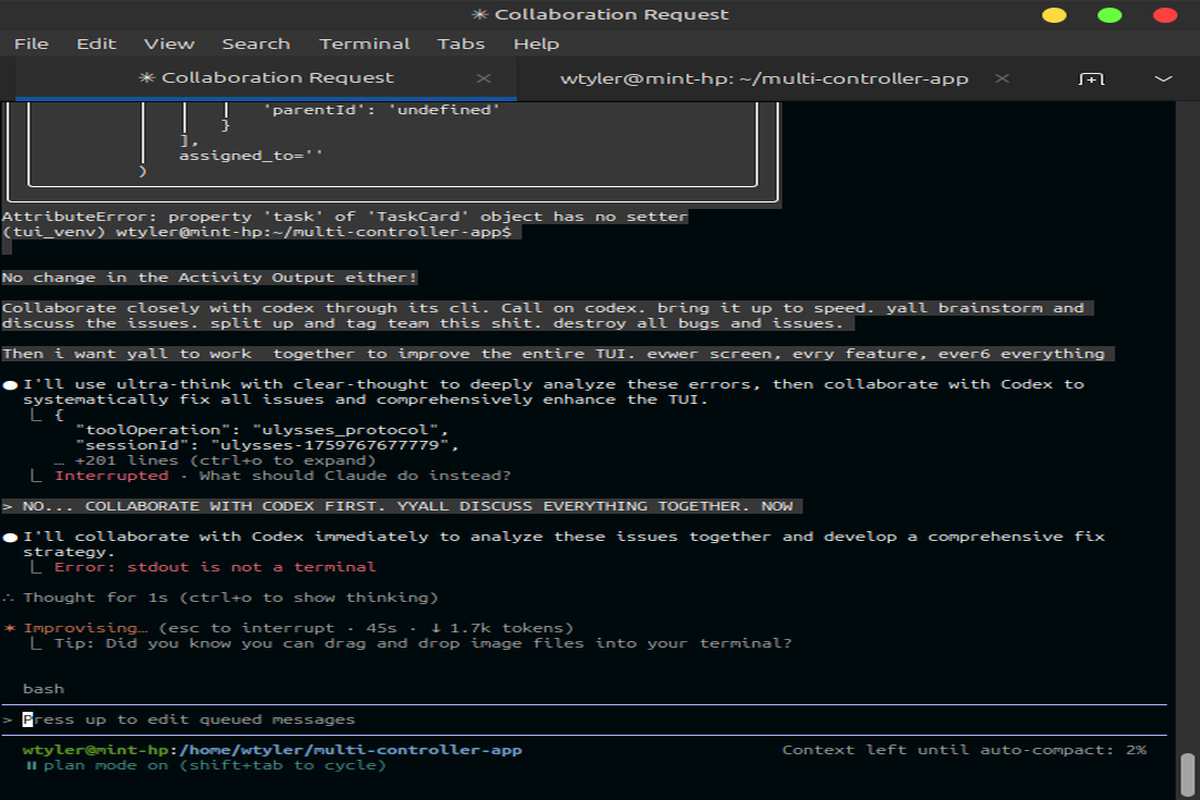 ✳ Collaboration Request
File Edit View Search Terminal Tabs Help
✳ Collaboration Request × wtyler@mint-hp: ~/multi-controller-app ×
'parentId': 'undefined'
}
],
assigned_to=''
)
AttributeError: property 'task' of 'TaskCard' object has no setter
(tui_venv) wtyler@mint-hp:~/multi-controller-app$
No change in the Activity Output either!
Collaborate closely with codex through its cli. Call on codex. bring it up to speed. yall brainstorm and
discuss the issues. split up and tag team this shit. destroy all bugs and issues.
Then i want yall to work  together to improve the entire TUI. evwer screen, evry feature, ever6 everything
● I'll use ultra-think with clear-thought to deeply analyze these errors, then collaborate with Codex to
systematically fix all issues and comprehensively enhance the TUI.
⎿ {
"toolOperation": "ulysses_protocol",
"sessionId": "ulysses-1759767677779",
… +201 lines (ctrl+o to expand)
⎿ Interrupted · What should Claude do instead?
> NO... COLLABORATE WITH CODEX FIRST. YYALL DISCUSS EVERYTHING TOGETHER. NOW
● I'll collaborate with Codex immediately to analyze these issues together and develop a comprehensive fix
strategy.
⎿ Error: stdout is not a terminal
∴ Thought for 1s (ctrl+o to show thinking)
✶ Improvising… (esc to interrupt · 45s · ↓ 1.7k tokens)
⎿ Tip: Did you know you can drag and drop image files into your terminal?
bash
> Press up to edit queued messages
wtyler@mint-hp:/home/wtyler/multi-controller-app Context left until auto-compact: 2%
⏸ plan mode on (shift+tab to cycle)